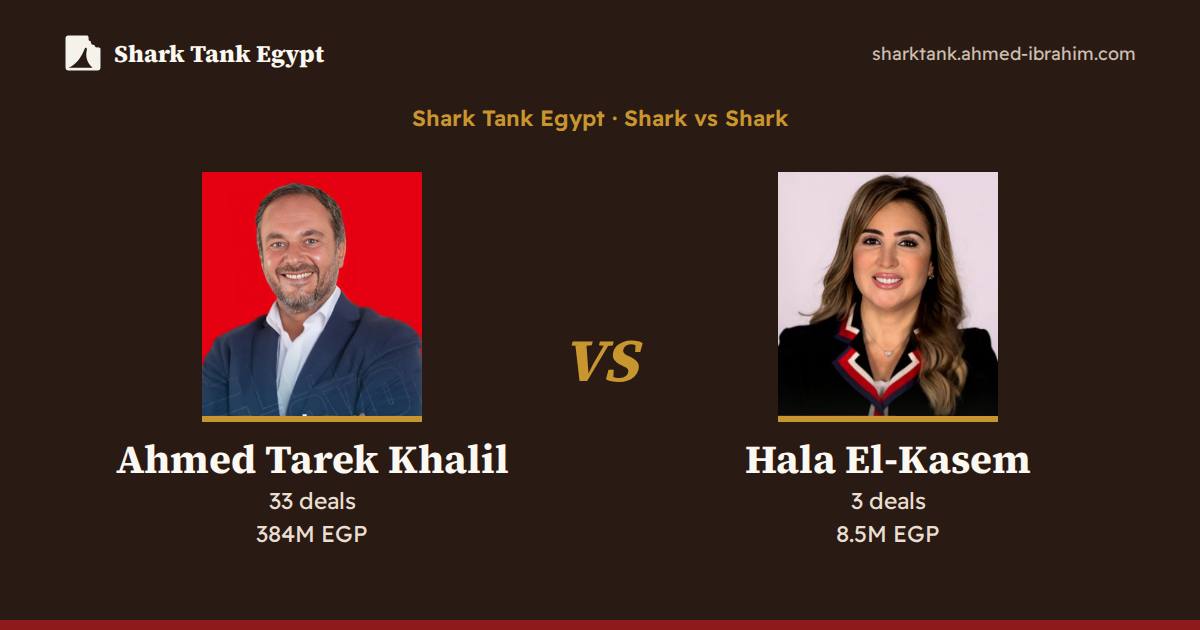 Shark Tank Egypt
sharktank.ahmed-ibrahim.com
Shark Tank Egypt · Shark vs Shark
VS
Ahmed Tarek Khalil
33 deals
384M EGP
Hala El-Kasem
3 deals
8.5M EGP